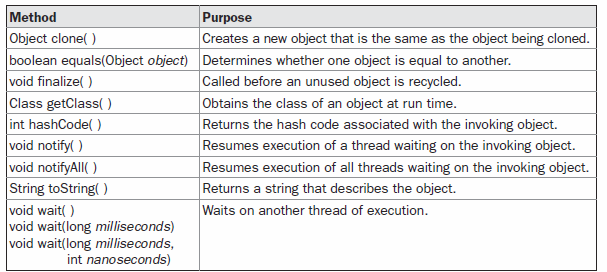 Method Purpose
Object clone( ) Creates a new object that is the same as the object being cloned.
boolean equals(Object object) Determines whether one object is equal to another.
void finalize( ) Called before an unused object is recycled.
Class getClass( ) Obtains the class of an object at run time.
int hashCode( ) Returns the hash code associated with the invoking object.
void notify( ) Resumes execution of a thread waiting on the invoking object.
void notifyAll( ) Resumes execution of all threads waiting on the invoking object.
String toString( ) Returns a string that describes the object.
void wait( ) Waits on another thread of execution.
void wait(long milliseconds)
void wait(long milliseconds,
int nanoseconds)